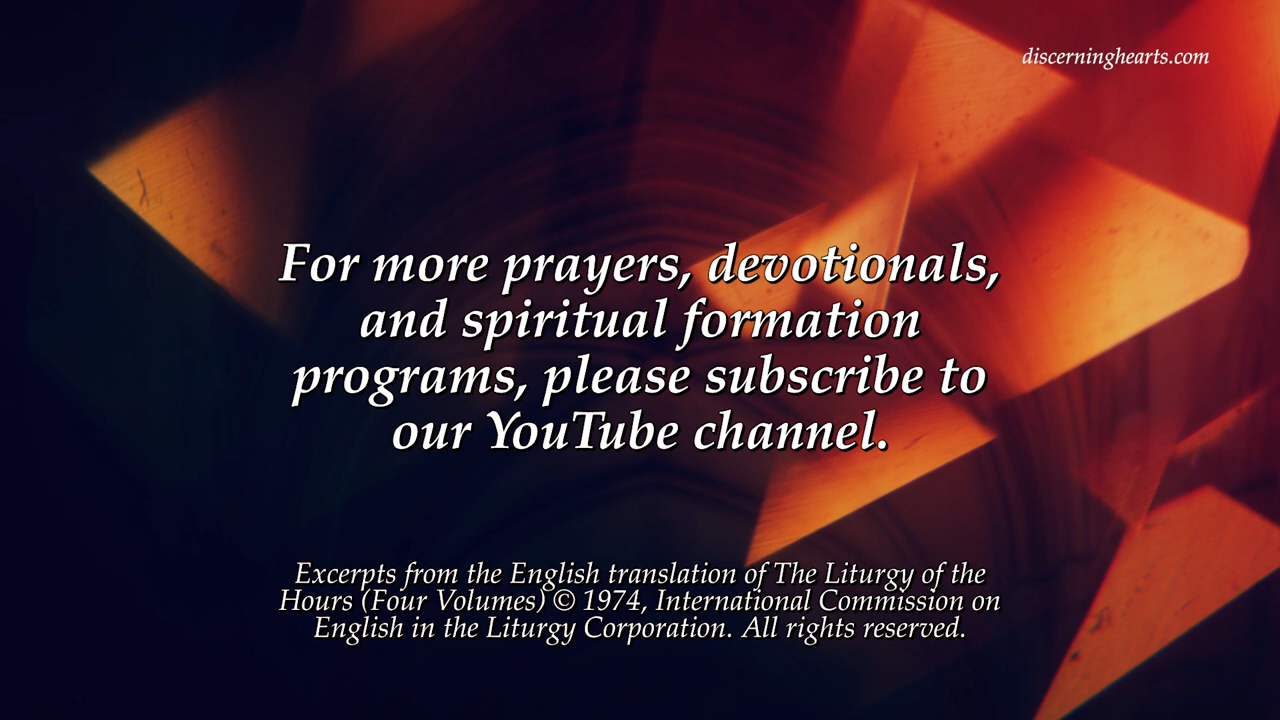 discerninghearts.com
For more prayers, devotionals,
and spiritual formation
programs, please subscribe to
our YouTube channel.
Excerpts from the English translation of The Liturgy of the
Hours (Four Volumes) © 1974, International Commission on
English in the Liturgy Corporation. All rights reserved.